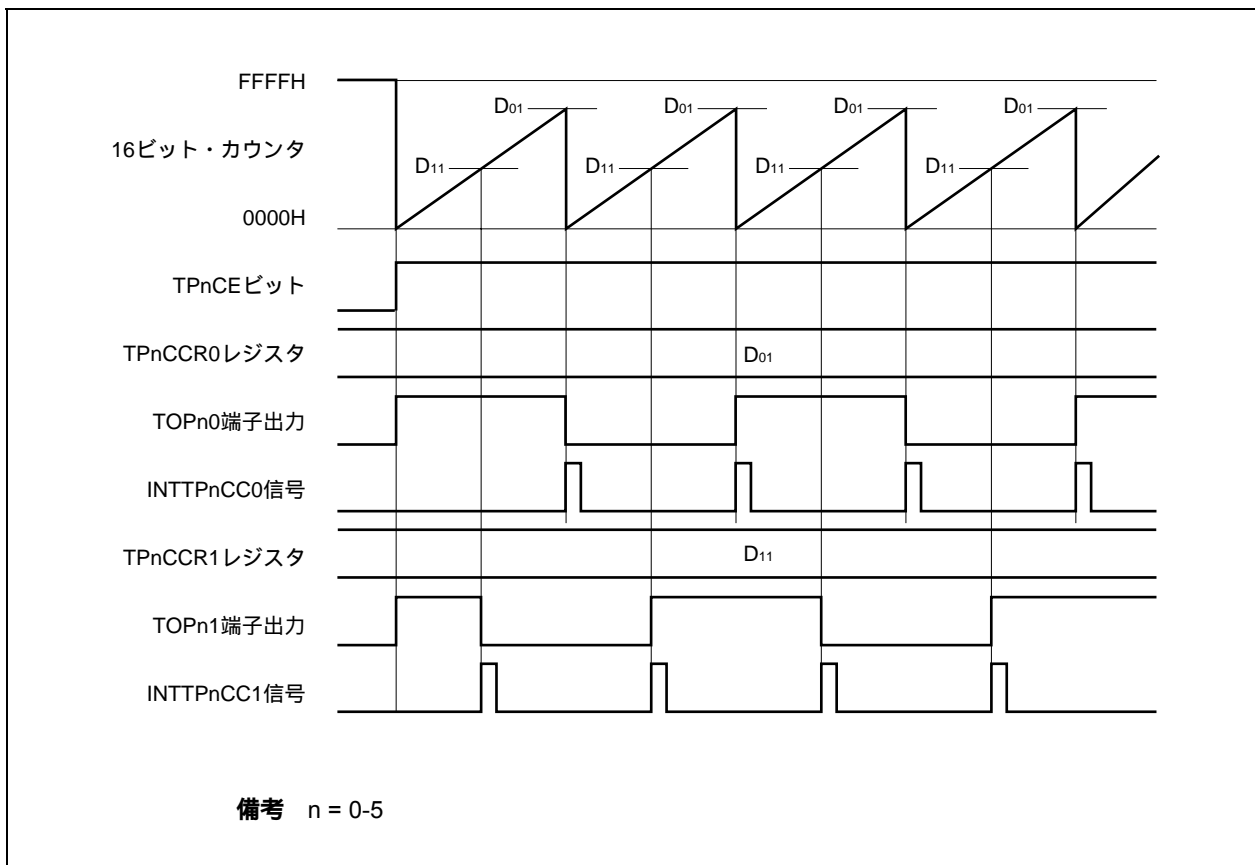 FFFFH
D01 D01 D01 D01
16ビット・カウンタ
D11 D11 D11 D11
0000H
TPnCEビット
TPnCCR0レジスタ D01
TOPn0端子出力
INTTPnCC0信号
TPnCCR1レジスタ D11
TOPn1端子出力
INTTPnCC1信号
備考 n = 0-5